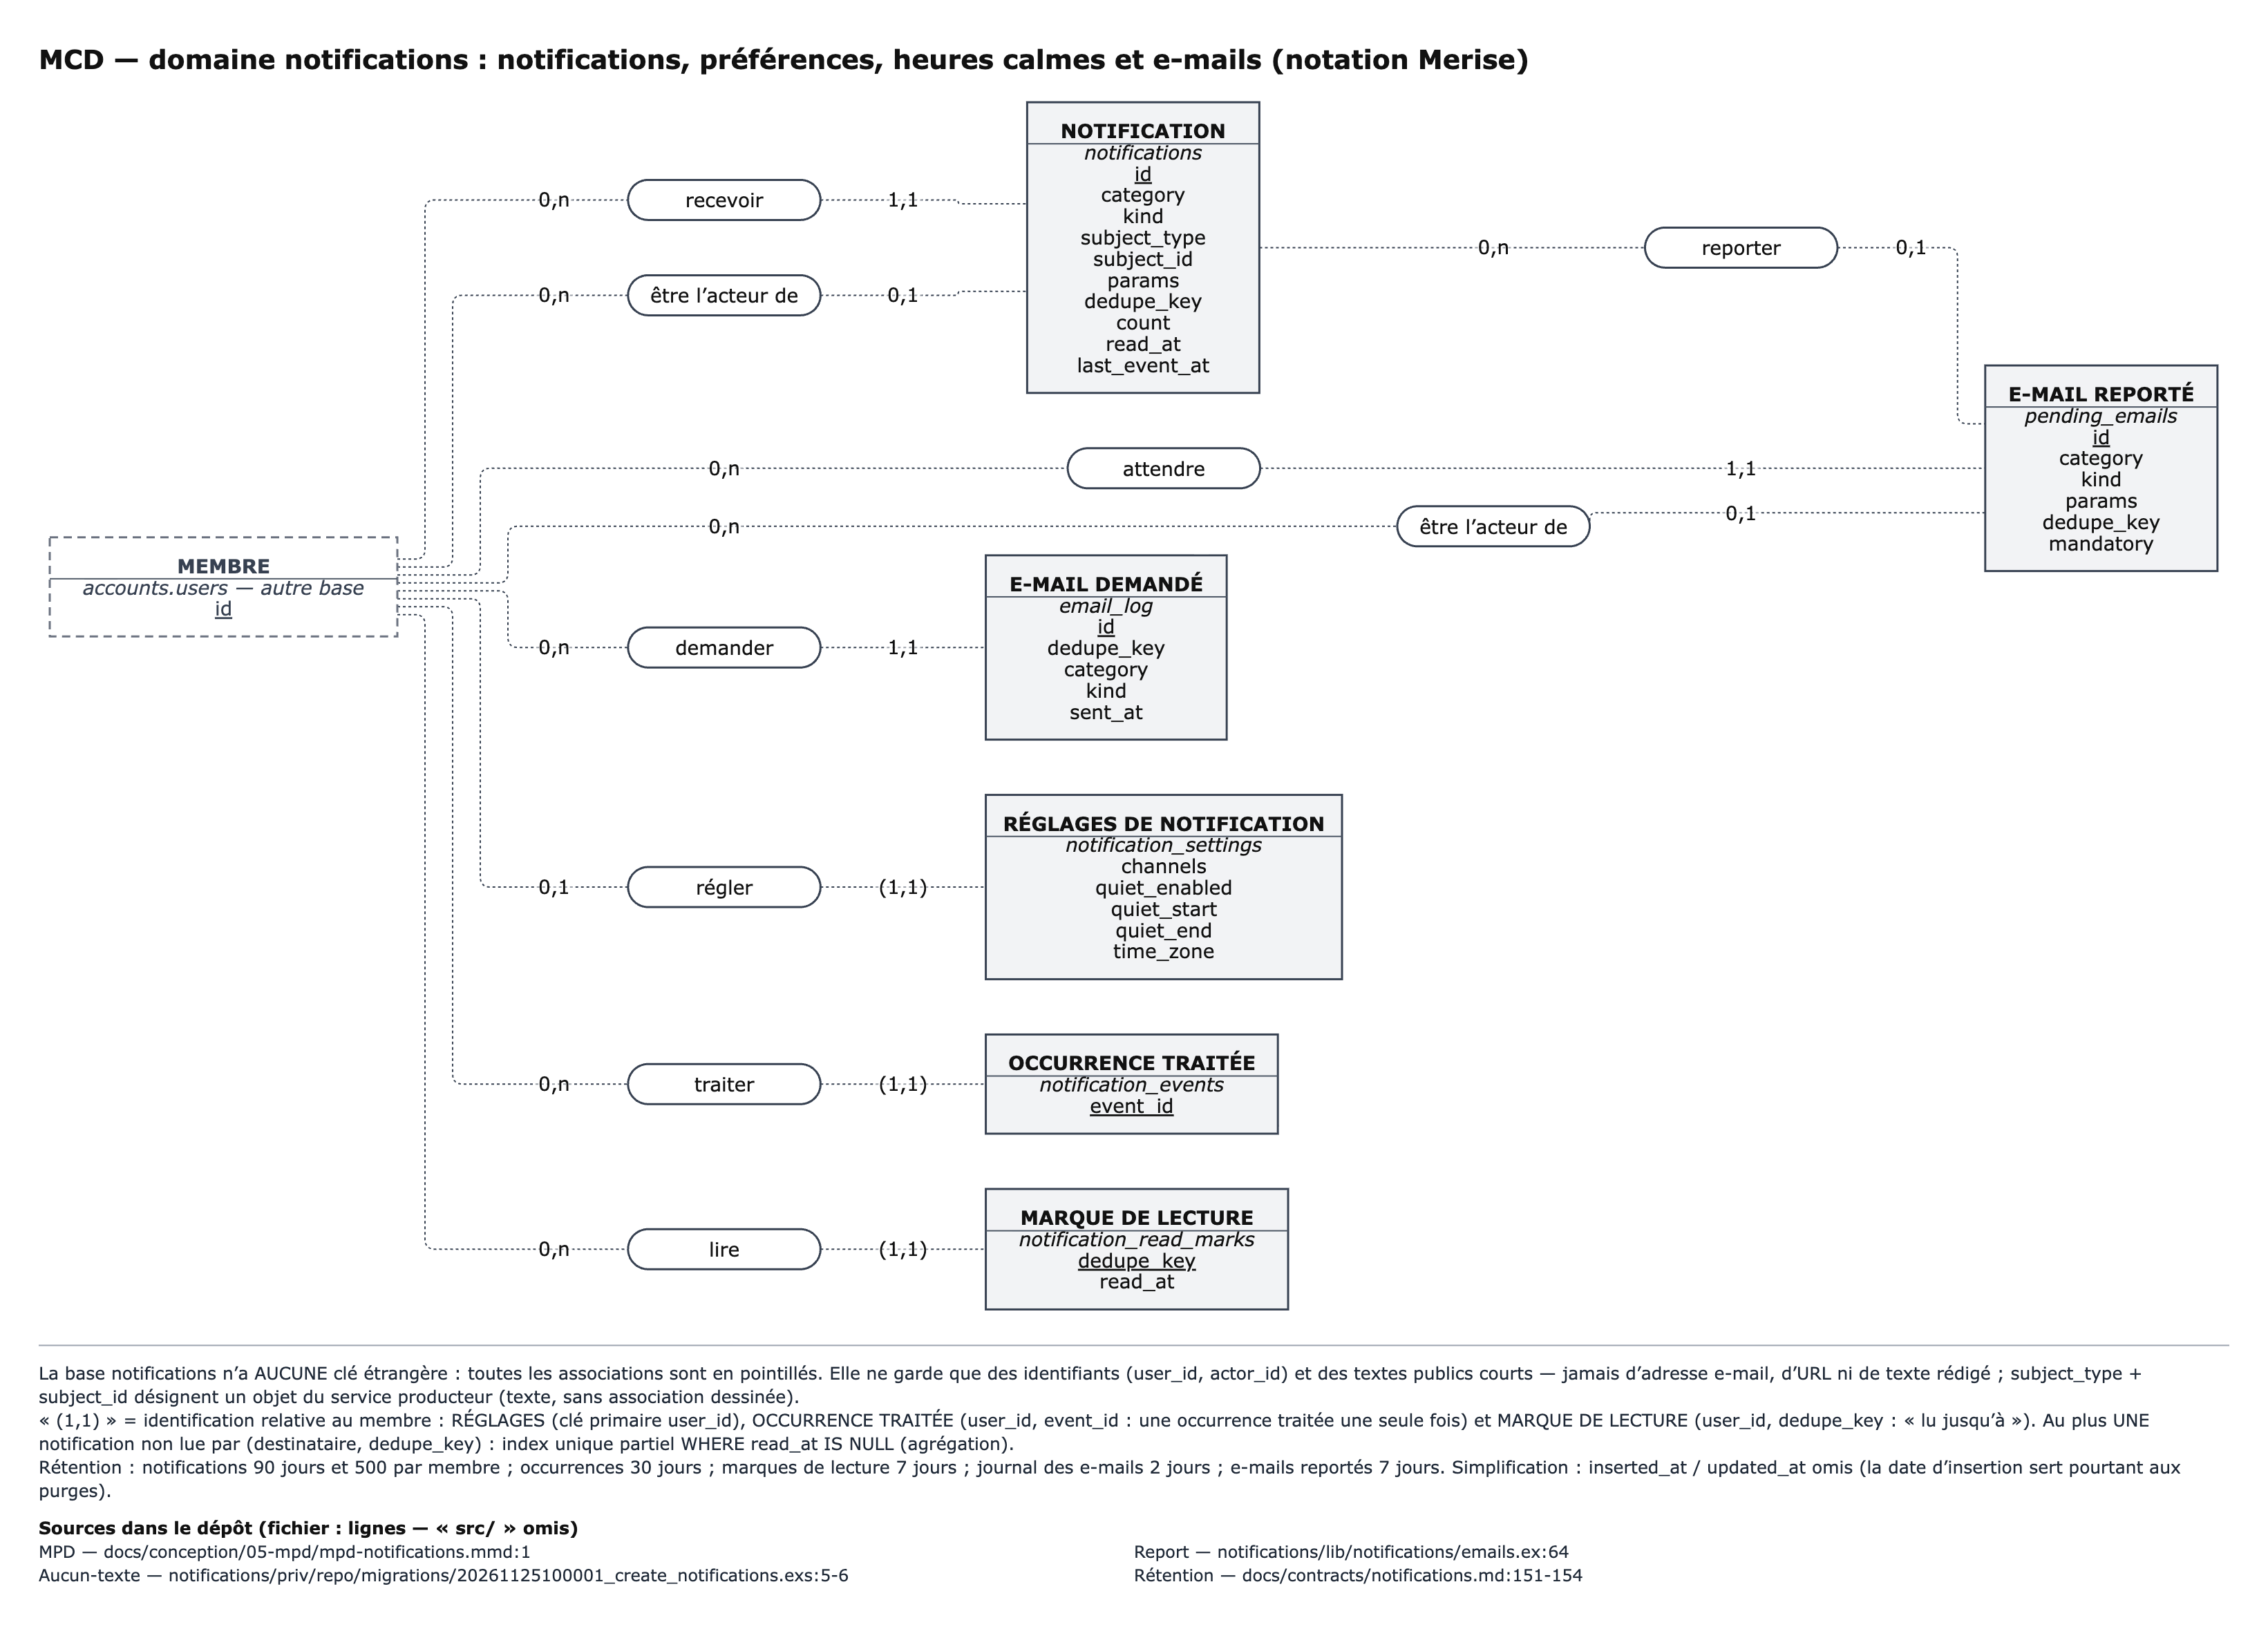 MCD — domaine notifications : notifications, préférences, heures calmes et e-mails (notation Merise)
NOTIFICATION
notifications
id
category
kind
subject_type
subject_id
params
dedupe_key
count
read_at
last_event_at
0,n
recevoir
1,1
0,n
être l’acteur de
0,1
0,n
reporter
0,1
E-MAIL REPORTÉ
pending_emails
id
category
kind
params
dedupe_key
mandatory
0,n
attendre
1,1
0,n
être l’acteur de
0,1
MEMBRE
accounts.users — autre base
id
E-MAIL DEMANDÉ
email_log
id
dedupe_key
category
kind
sent_at
0,n
demander
1,1
RÉGLAGES DE NOTIFICATION
notification_settings
channels
quiet_enabled
quiet_start
quiet_end
time_zone
0,1
régler
(1,1)
OCCURRENCE TRAITÉE
notification_events
event_id
0,n
traiter
(1,1)
MARQUE DE LECTURE
notification_read_marks
dedupe_key
read_at
0,n
lire
(1,1)
La base notifications n’a AUCUNE clé étrangère : toutes les associations sont en pointillés. Elle ne garde que des identifiants (user_id, actor_id) et des textes publics courts — jamais d’adresse e-mail, d’URL ni de texte rédigé ; subject_type +
subject_id désignent un objet du service producteur (texte, sans association dessinée).
« (1,1) » = identification relative au membre : RÉGLAGES (clé primaire user_id), OCCURRENCE TRAITÉE (user_id, event_id : une occurrence traitée une seule fois) et MARQUE DE LECTURE (user_id, dedupe_key : « lu jusqu’à »). Au plus UNE
notification non lue par (destinataire, dedupe_key) : index unique partiel WHERE read_at IS NULL (agrégation).
Rétention : notifications 90 jours et 500 par membre ; occurrences 30 jours ; marques de lecture 7 jours ; journal des e-mails 2 jours ; e-mails reportés 7 jours. Simplification : inserted_at / updated_at omis (la date d’insertion sert pourtant aux
purges).
Sources dans le dépôt (fichier : lignes — « src/ » omis)
MPD — docs/conception/05-mpd/mpd-notifications.mmd:1
Report — notifications/lib/notifications/emails.ex:64
Aucun-texte — notifications/priv/repo/migrations/20261125100001_create_notifications.exs:5-6
Rétention — docs/contracts/notifications.md:151-154